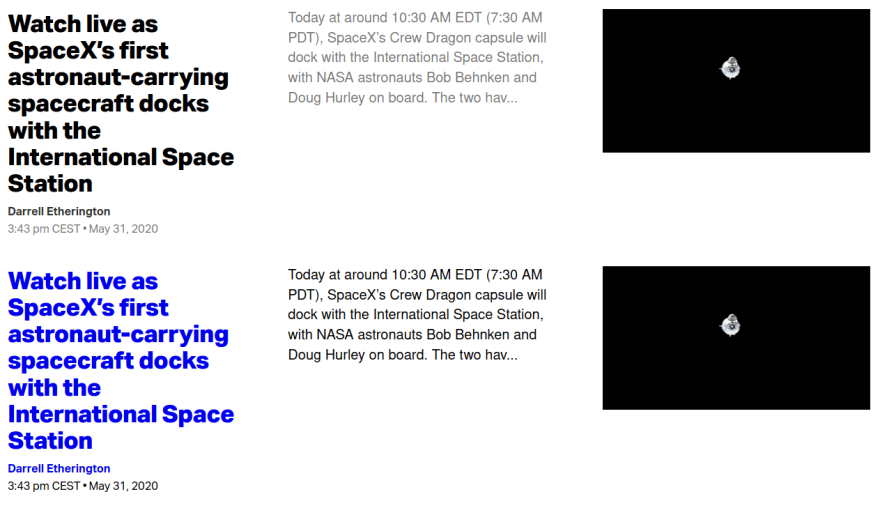 Watch live as
SpaceX's first
astronaut-carrying
spacecraft docks
with the
International Space
Station
Darrell Etherington
3:43 pm CEST • May 31, 2020
Today at around 10:30 AM EDT (7:30 AM
PDT), SpaceX's Crew Dragon capsule will
dock with the International Space Station,
with NASA astronauts Bob Behnken and
Doug Hurley on board. The two hav...
Watch live as
SpaceX's first
astronaut-carrying
spacecraft docks
with the
International Space
Station
Darrell Etherington
3:43 pm CEST • May 31, 2020
Today at around 10:30 AM EDT (7:30 AM
PDT), SpaceX's Crew Dragon capsule will
dock with the International Space Station,
with NASA astronauts Bob Behnken and
Doug Hurley on board. The two hav...